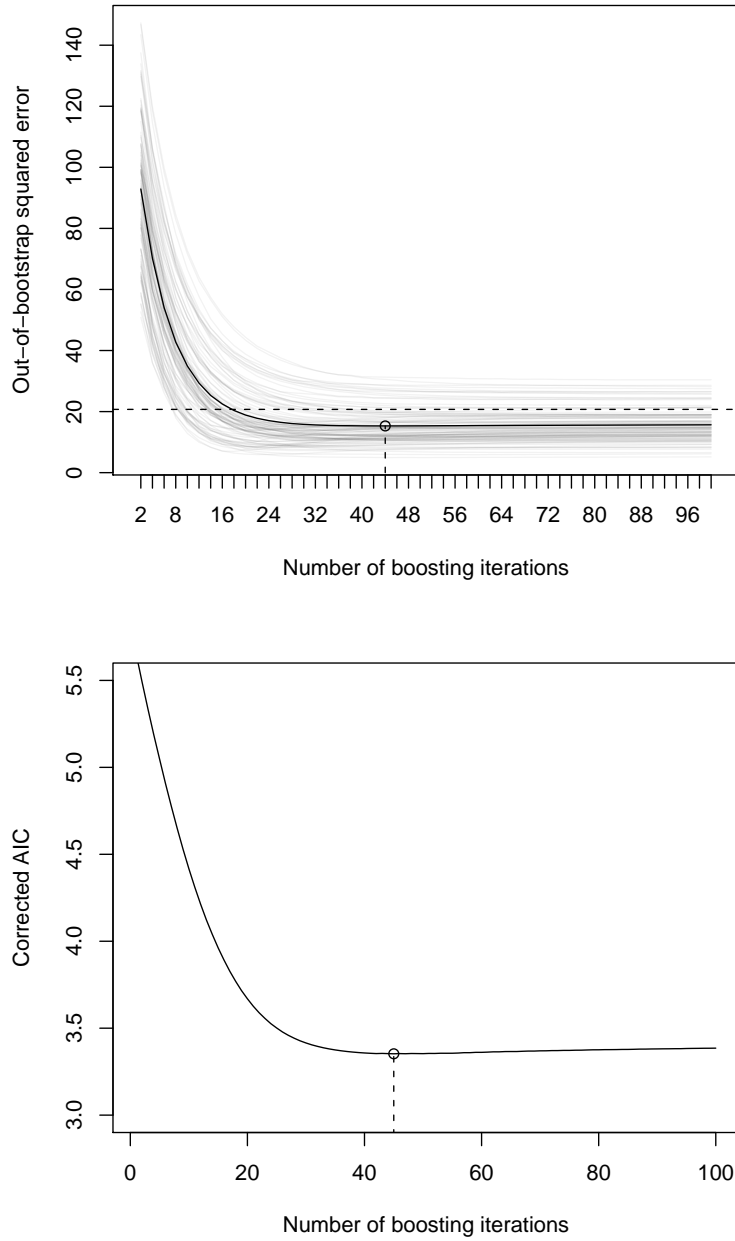 Out−of−bootstrap squared error
140
120
100
80
60
40
20
0
2 8 16 24 32 40 48 56 64 72 80 88 96
Number of boosting iterations
Corrected AIC
5.5
5.0
4.5
4.0
3.5
3.0
0 20 40 60 80 100
Number of boosting iterations